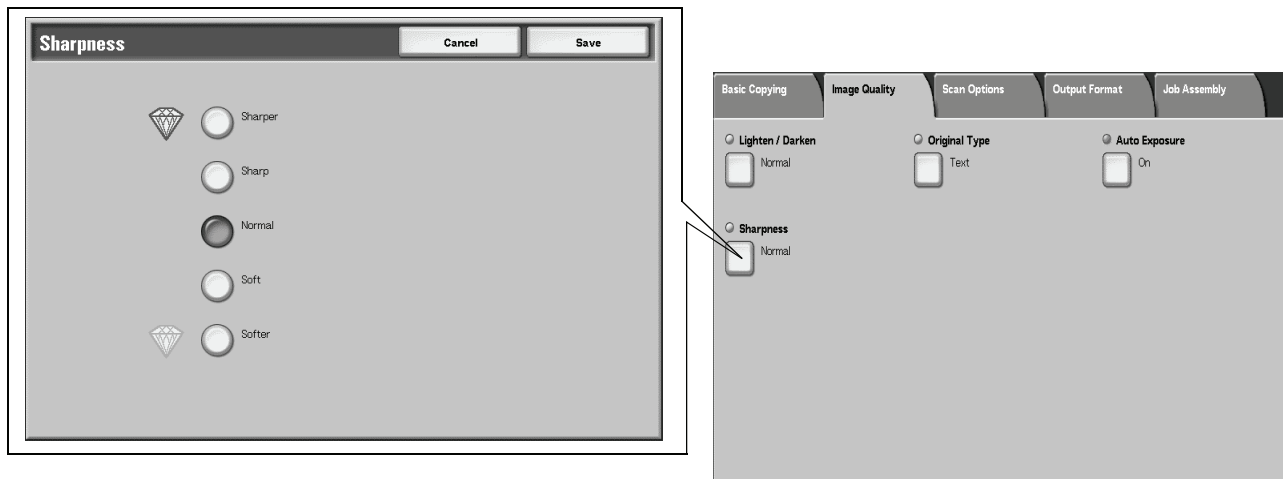 Sharpness
Cancel
Save
Sharper
Sharp
Normal
Soft
Softer
Basic Copying
Image Quality
Scan Options
Output Format
Job Assembly
Lighten / Darken
Normal
Original Type
Text
Auto Exposure
On
Sharpness
Normal